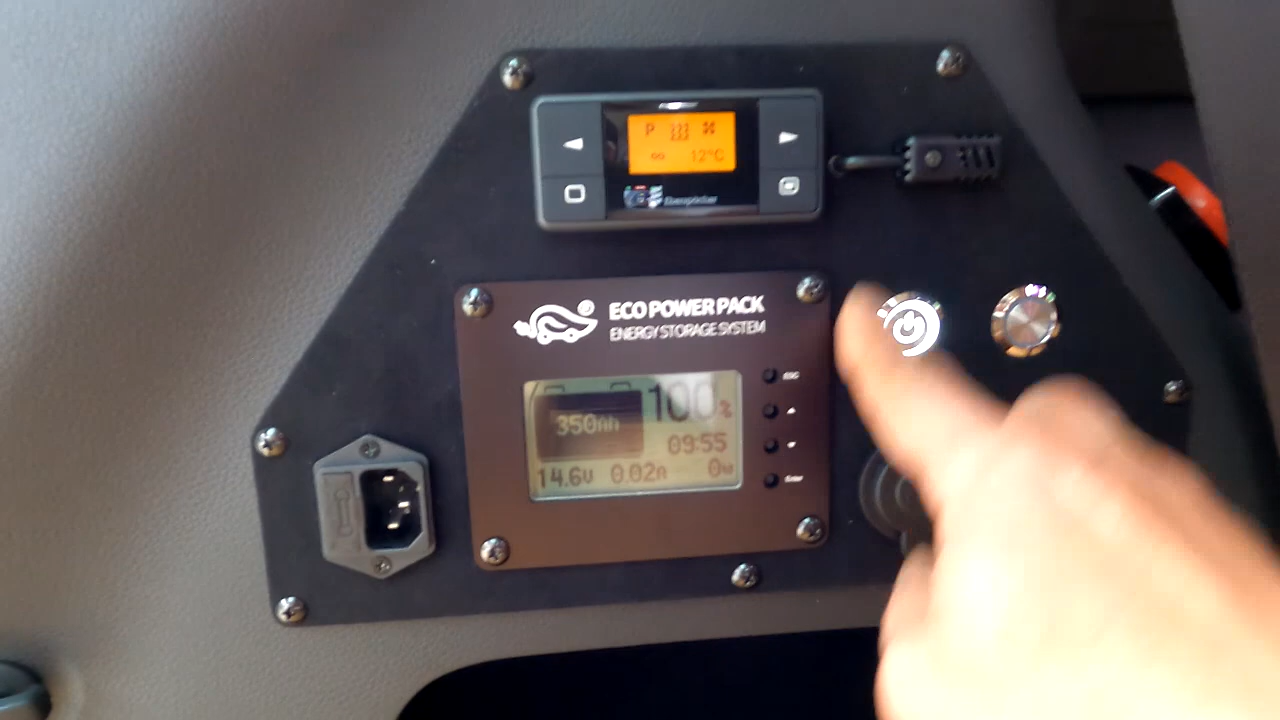 P
∞ 12°C
Eberspächer
ECO POWER PACK
ENERGY STORAGE SYSTEM
100%
350Ah
09:55
14.6V 0.02A 0W
ESC
Enter